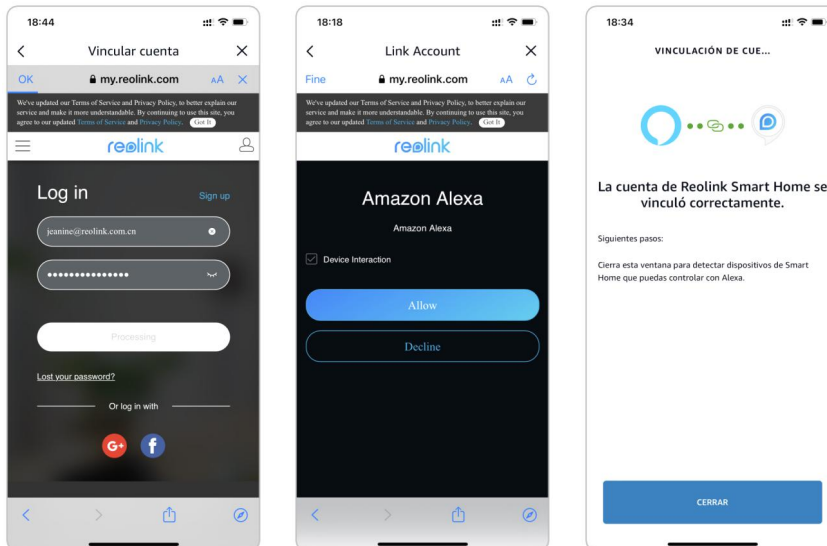 18:44
Vincular cuenta
OK
my.reolink.com
AA
We've updated our Terms of Service and Privacy Policy, to better explain our
service and make it more understandable. By continuing to use this site, you
agree to our updated Terms of Service and Privacy Policy. Got It
reolink
Log in
Sign up
jeanine@reolink.com.cn
Processing
Lost your password?
Or log in with
G+
f
18:18
Link Account
Fine
my.reolink.com
AA
We've updated our Terms of Service and Privacy Policy, to better explain our
service and make it more understandable. By continuing to use this site, you
agree to our updated Terms of Service and Privacy Policy. Got It
reolink
Amazon Alexa
Amazon Alexa
Device Interaction
Allow
Decline
18:34
VINCULACIÓN DE CUE...
La cuenta de Reolink Smart Home se
vinculó correctamente.
Siguientes pasos:
Cierra esta ventana para detectar dispositivos de Smart
Home que puedas controlar con Alexa.
CERRAR